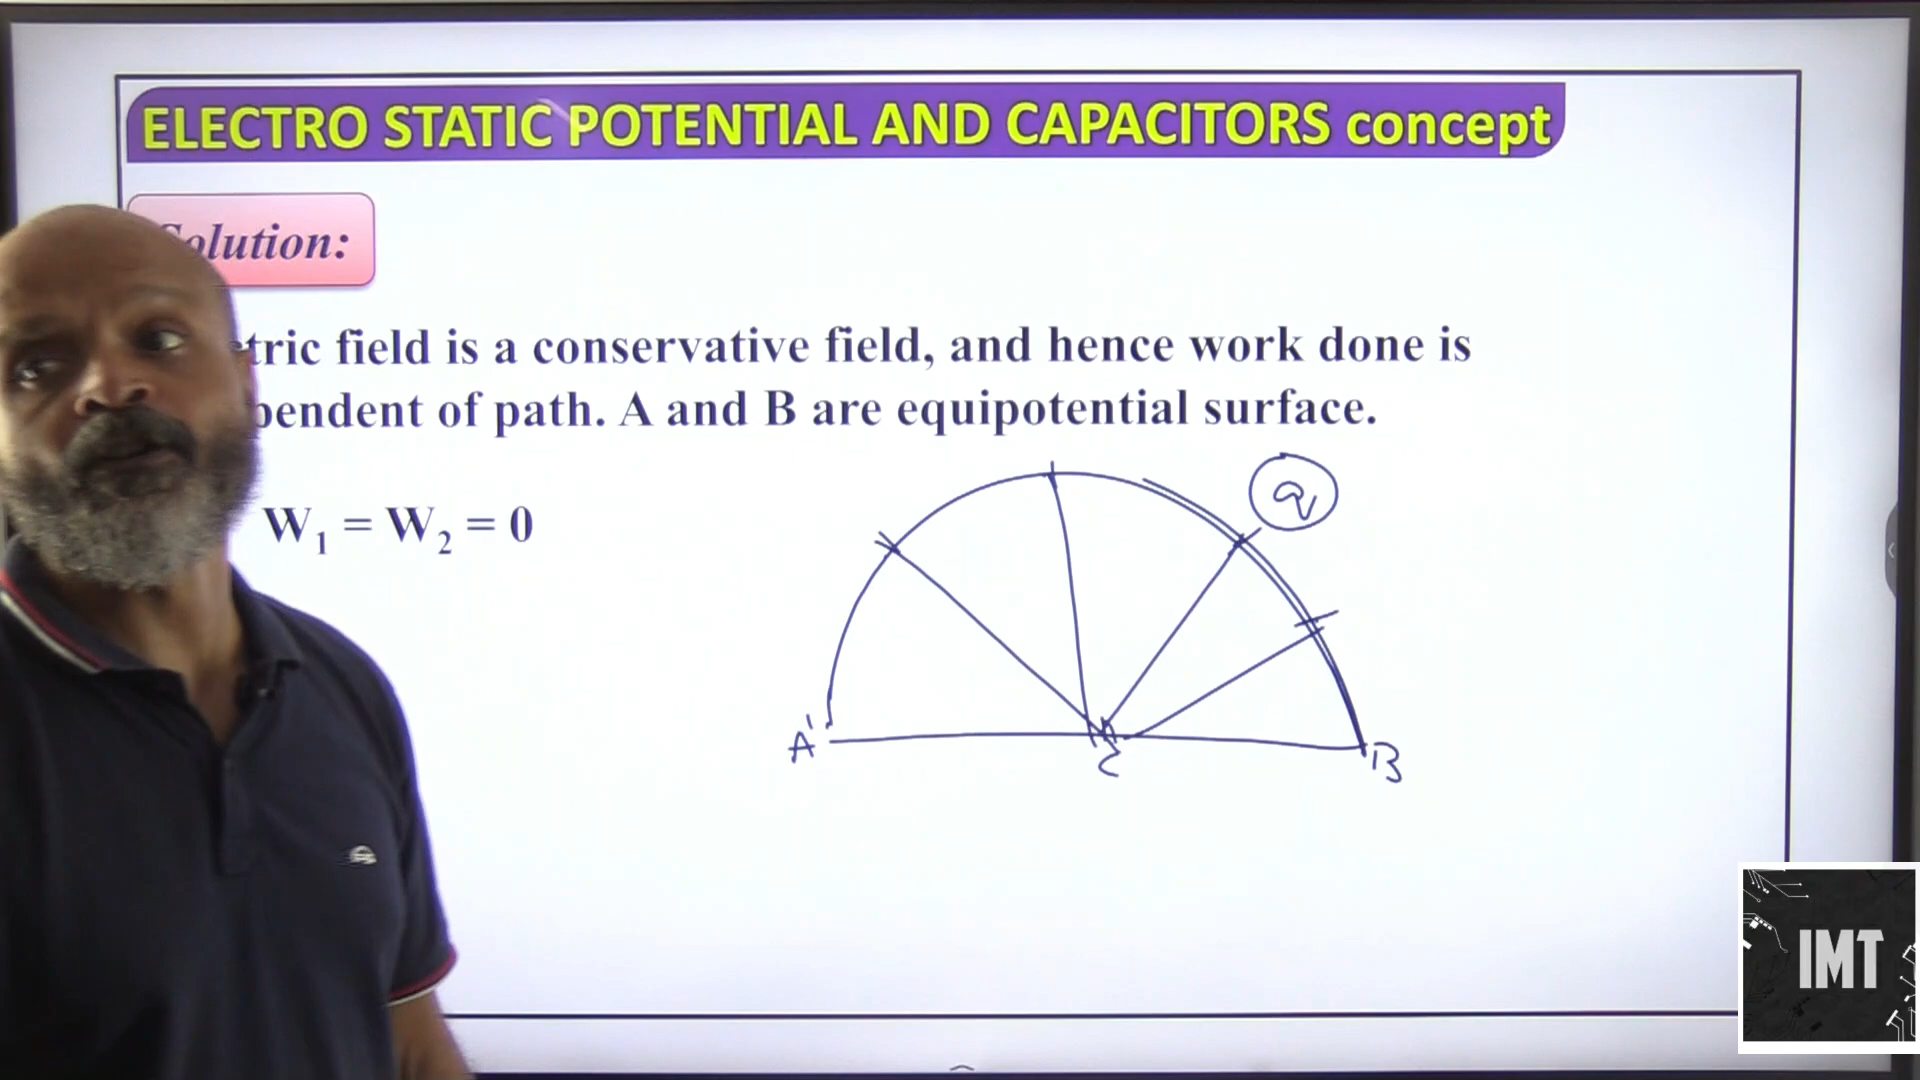 ELECTRO STATIC POTENTIAL AND CAPACITORS concept
Solution:
tric field is a conservative field, and hence work done is
pendent of path. A and B are equipotential surface.
W₁ = W₂ = 0
q
A' C B
IMT